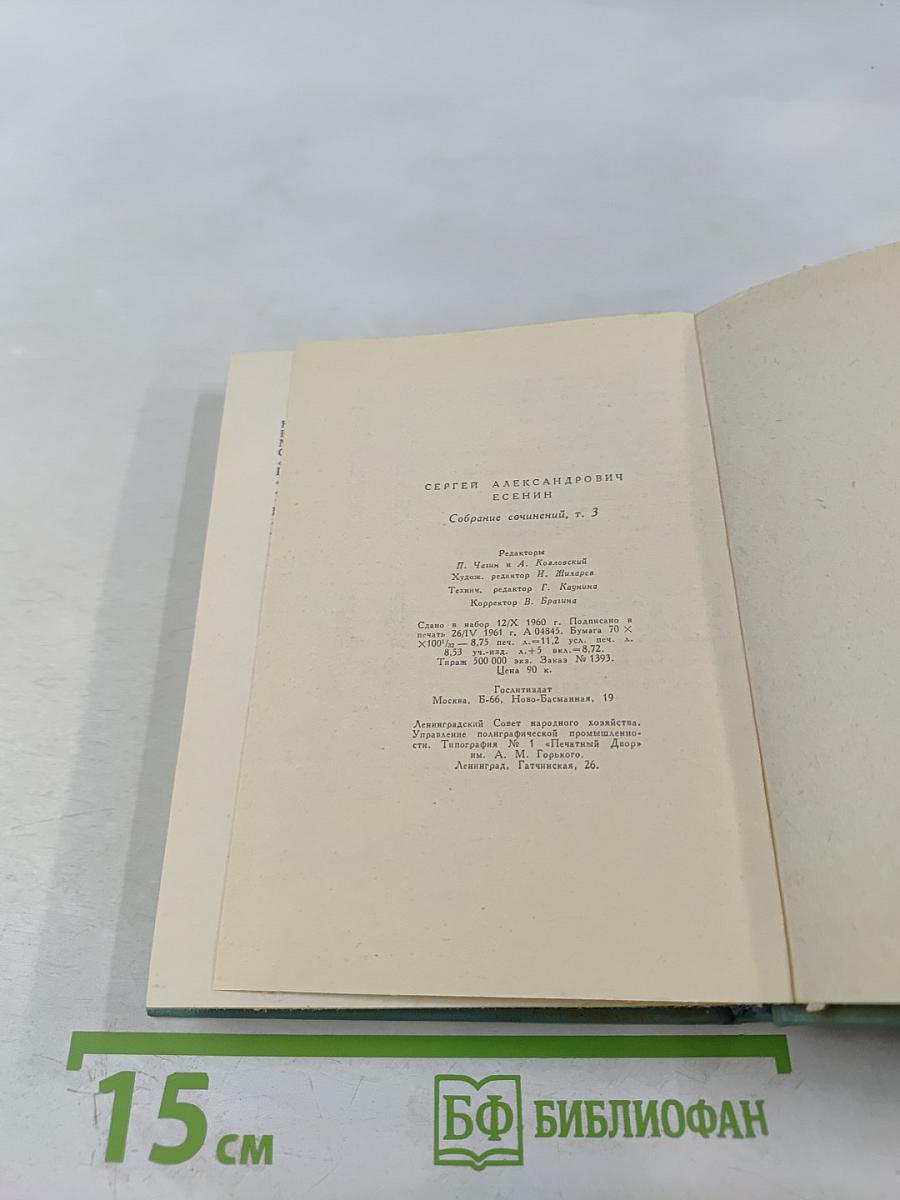 СЕРГЕЙ АЛЕКСАНДРОВИЧ
ЕСЕНИН
Собрание сочинений, т. 3
Редакторы
П. Чагин и А. Козловский
Худож. редактор И. Жихарев
Технич. редактор Г. Каунина
Корректор В. Брагина
Сдано в набор 12/X 1960 г. Подписано в
печать 26/IV 1961 г. А 04845. Бумага 70 ×
×100¹/₃₂ — 8,75 печ. л.=11,2 усл. печ. л.
8,53 уч.-изд. л.+5 вкл.=8,72.
Тираж 500 000 экз. Заказ № 1393.
Цена 90 к.
Гослитиздат
Москва, Б-66, Ново-Басманная, 19
Ленинградский Совет народного хозяйства.
Управление полиграфической промышленно-
сти. Типография № 1 «Печатный Двор»
им. А. М. Горького.
Ленинград, Гатчинская, 26.
15 см
БФ БИБЛИОФАН